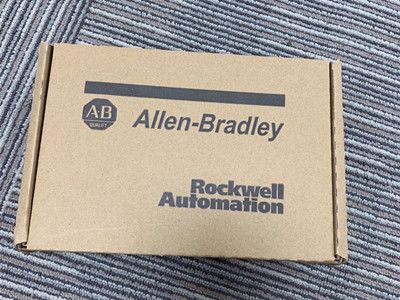 AB
QUALITY
Allen-Bradley
Rockwell
Automation